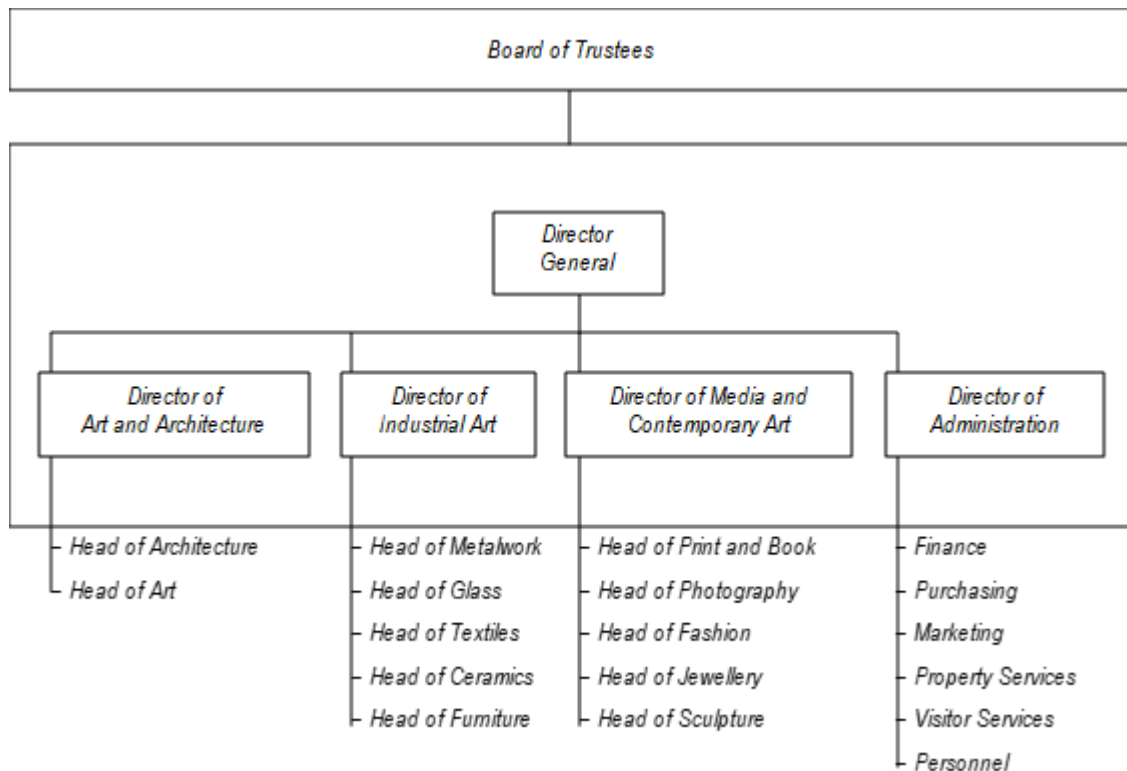 Board of Trustees
Director
General
Director of
Art and Architecture
Director of
Industrial Art
Director of Media and
Contemporary Art
Director of
Administration
Head of Architecture
Head of Art
Head of Metalwork
Head of Glass
Head of Textiles
Head of Ceramics
Head of Furniture
Head of Print and Book
Head of Photography
Head of Fashion
Head of Jewellery
Head of Sculpture
Finance
Purchasing
Marketing
Property Services
Visitor Services
Personnel